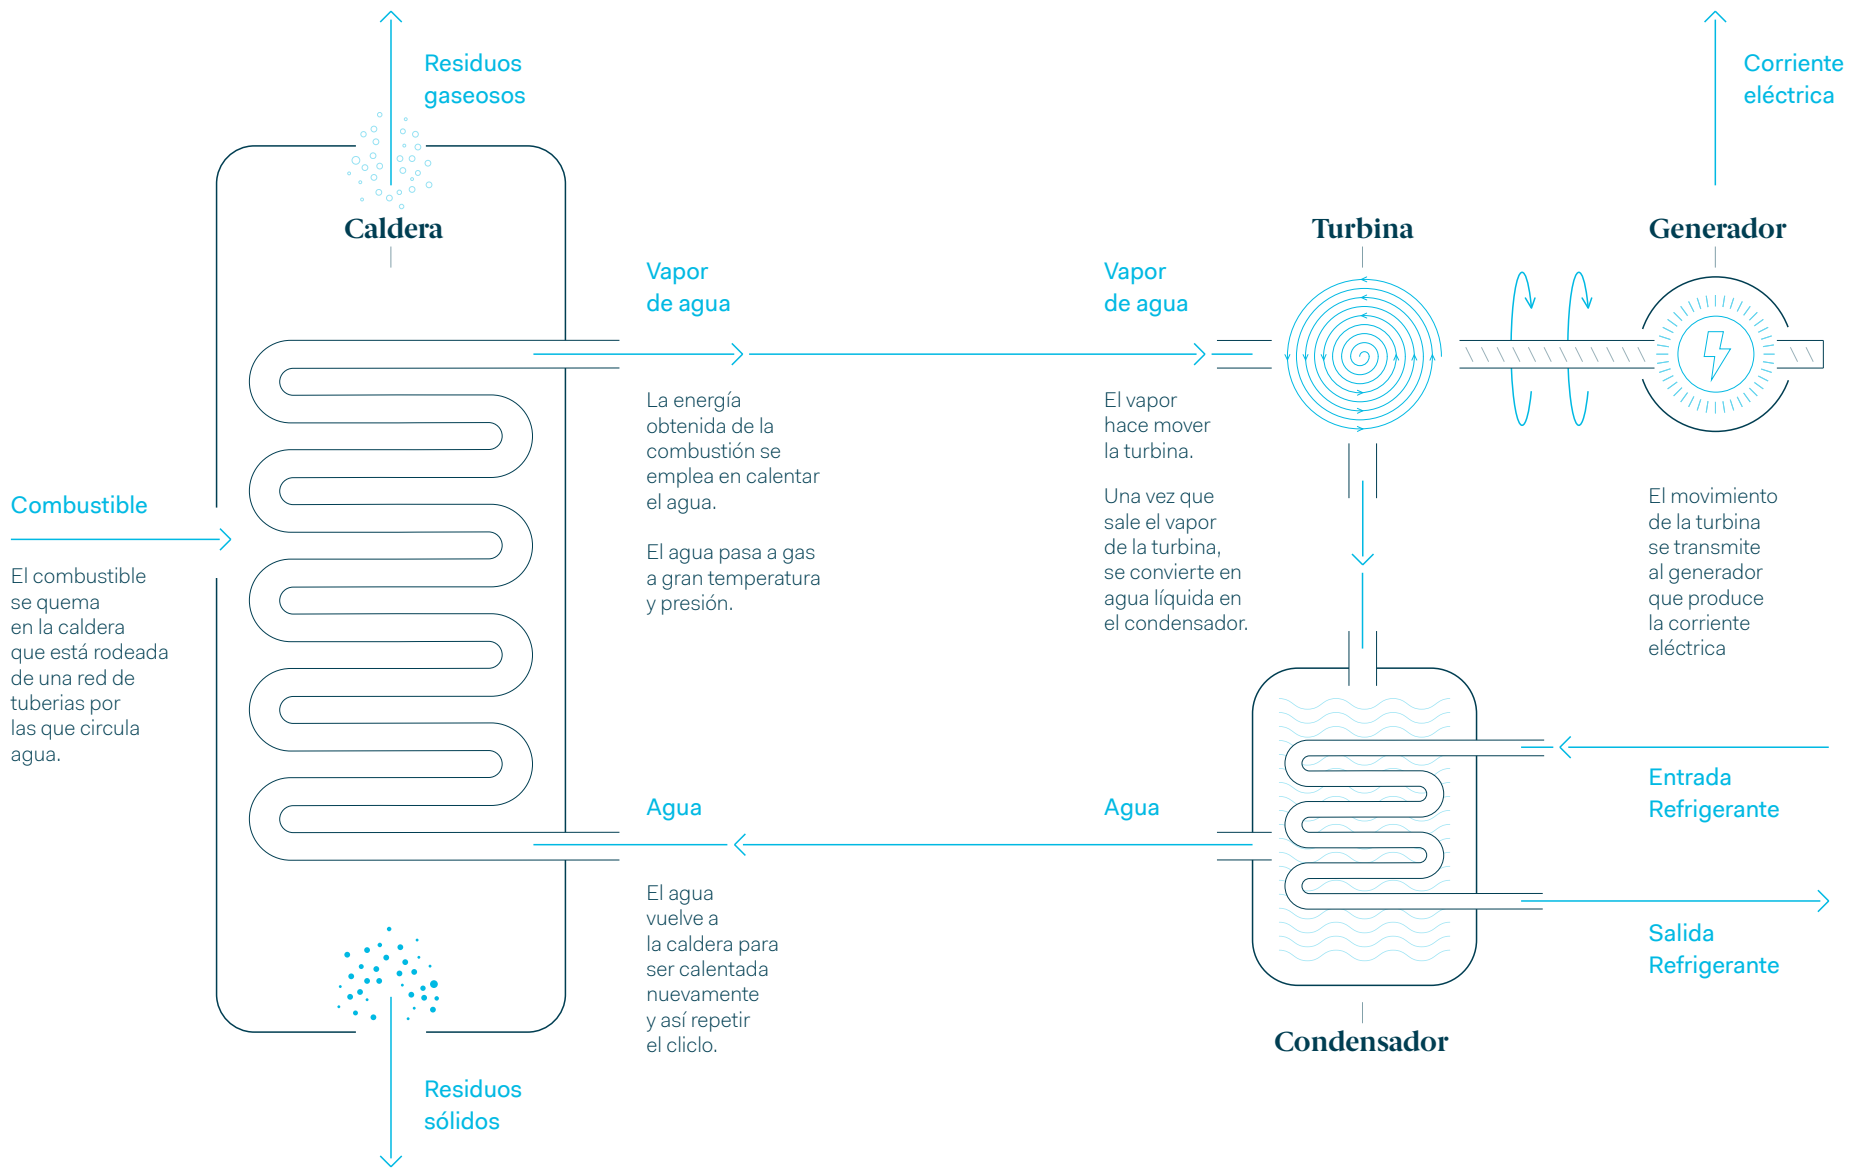 Residuos
gaseosos
Corriente
eléctrica
Caldera
Turbina
Generador
Vapor
de agua
Vapor
de agua
La energía
obtenida de la
combustión se
emplea en calentar
el agua.
El agua pasa a gas
a gran temperatura
y presión.
El vapor
hace mover
la turbina.
Una vez que
sale el vapor
de la turbina,
se convierte en
agua líquida en
el condensador.
El movimiento
de la turbina
se transmite
al generador
que produce
la corriente
eléctrica
Combustible
El combustible
se quema
en la caldera
que está rodeada
de una red de
tuberias por
las que circula
agua.
Agua
Agua
Entrada
Refrigerante
El agua
vuelve a
la caldera para
ser calentada
nuevamente
y así repetir
el cliclo.
Salida
Refrigerante
Condensador
Residuos
sólidos